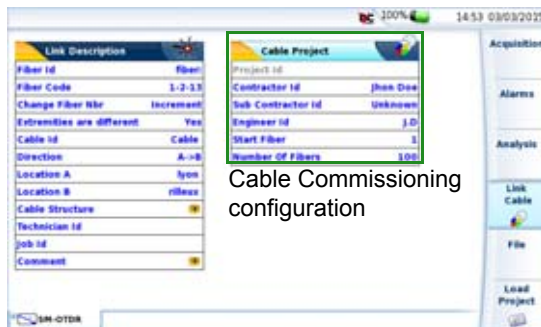 DC 100% 14:53 03/03/2015
Link Description
Fiber Id fiber
Fiber Code 1-2-13
Change Fiber Nbr Increment
Extremities are different Yes
Cable Id Cable
Direction A->B
Location A lyon
Location B rilleux
Cable Structure
Technician Id
Job Id
Comment
Cable Project
Project Id
Contractor Id Jhon Doe
Sub Contractor Id Unknown
Engineer Id J.D
Start Fiber 1
Number Of Fibers 100
Cable Commissioning
configuration
Acquisition
Alarms
Analysis
Link
Cable
File
Load
Project
SM-OTDR